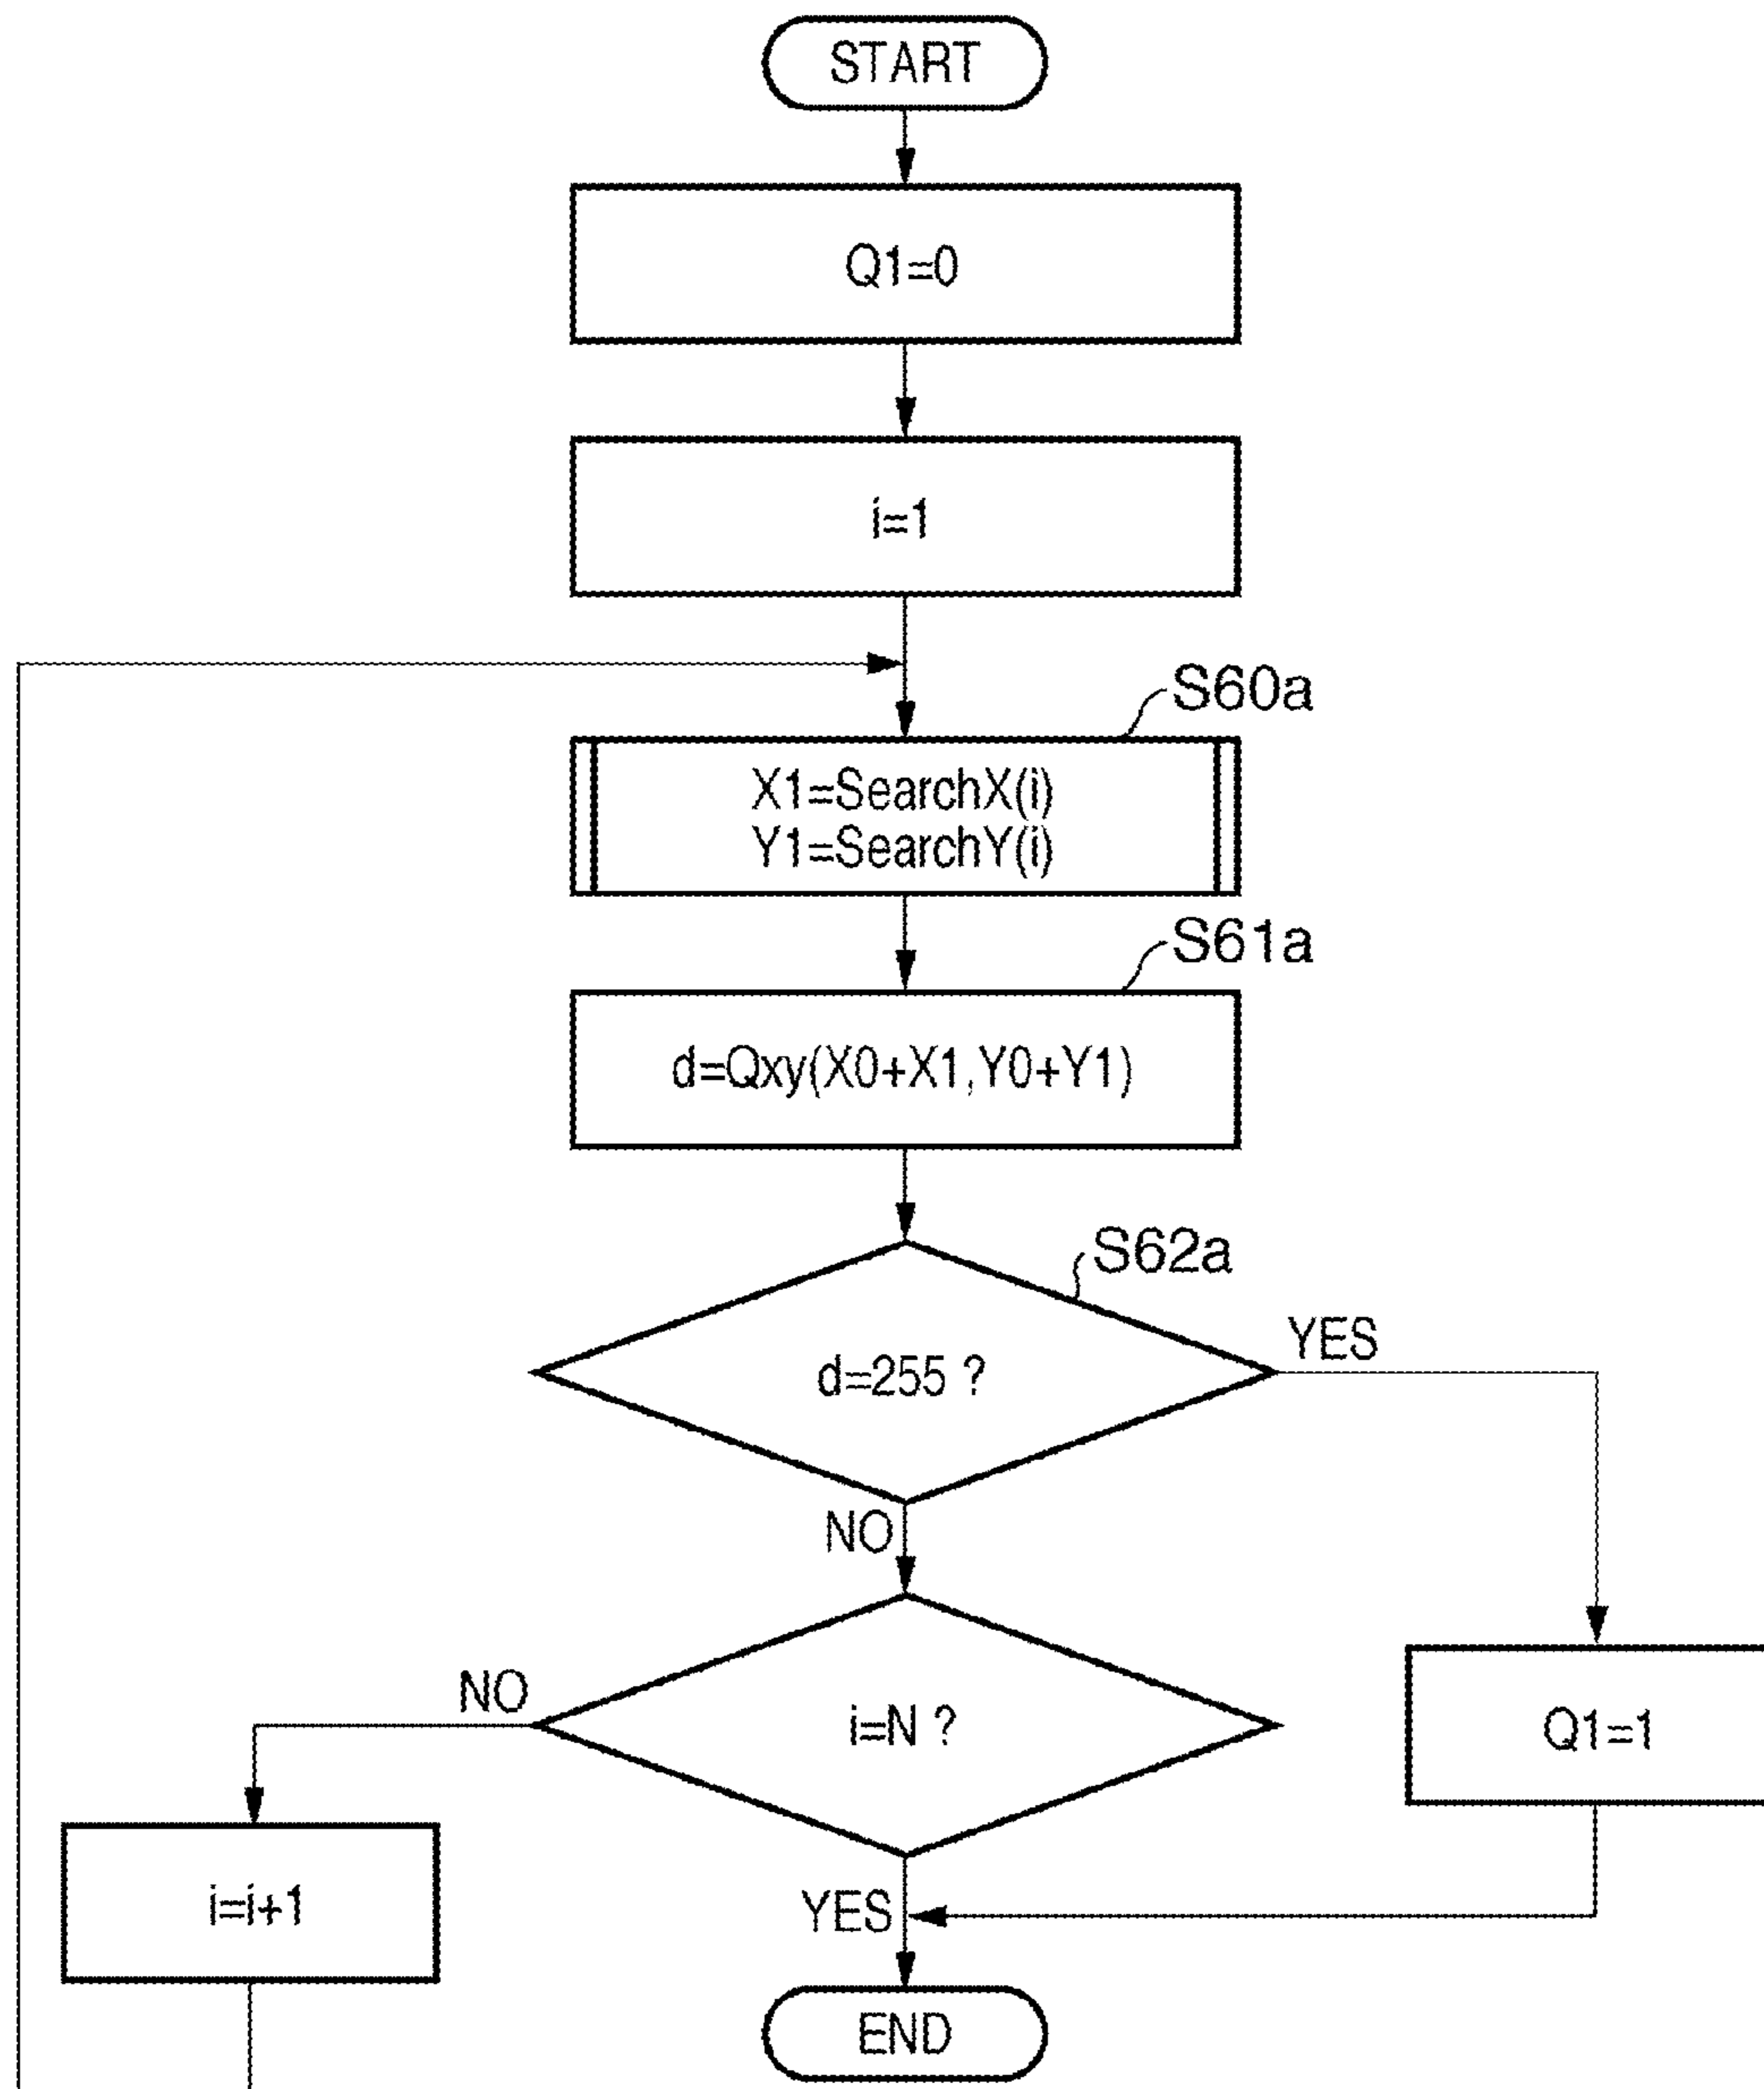 START
Q1=0
i=1
S60a
X1=SearchX(i)
Y1=SearchY(i)
S61a
d=Qxy(X0+X1,Y0+Y1)
S62a
d=255 ?
YES
NO
i=N ?
NO
Q1=1
i=i+1
YES
END